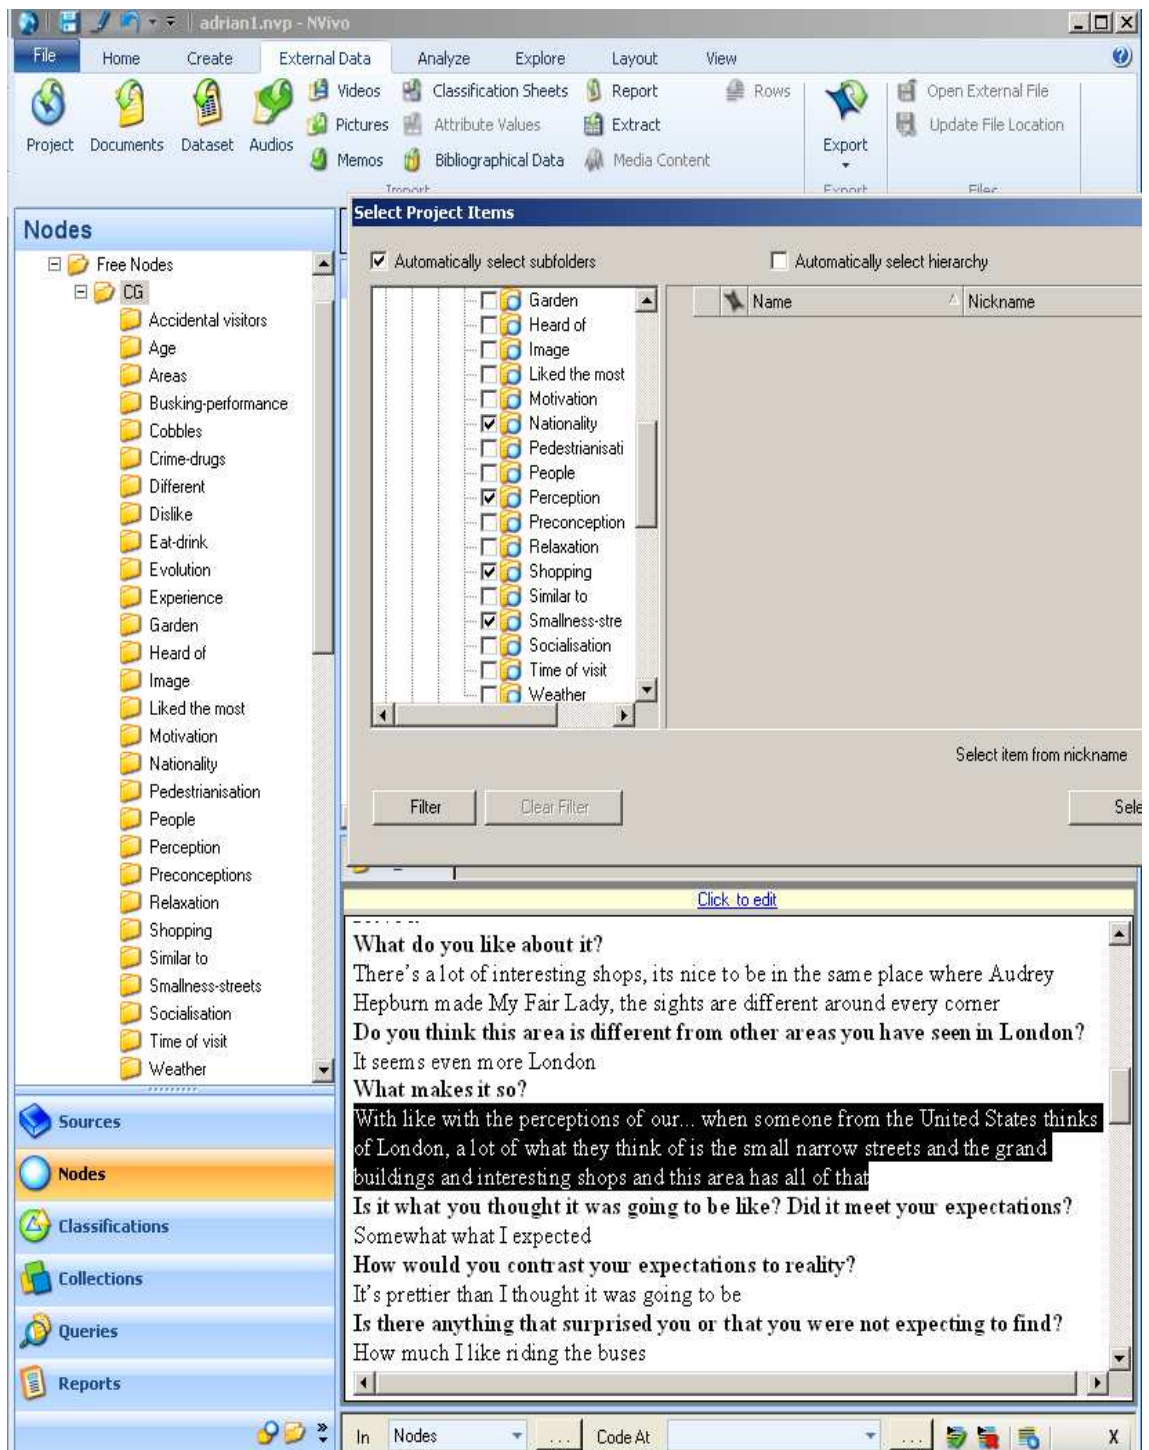 adrian1.nvp - NVivo
File Home Create External Data Analyze Explore Layout View
Videos Classification Sheets Report Rows Open External File
Pictures Attribute Values Extract Update File Location
Project Documents Dataset Audios Export
Memos Bibliographical Data Media Content
Import Export Files
Select Project Items
Nodes
Free Nodes
CG
Accidental visitors
Age
Areas
Busking-performance
Cobbles
Crime-drugs
Different
Dislike
Eat-drink
Evolution
Experience
Garden
Heard of
Image
Liked the most
Motivation
Nationality
Pedestrianisation
People
Perception
Preconceptions
Relaxation
Shopping
Similar to
Smallness-streets
Socialisation
Time of visit
Weather
Sources
Nodes
Classifications
Collections
Queries
Reports
Automatically select subfolders Automatically select hierarchy
Name Nickname
Garden
Heard of
Image
Liked the most
Motivation
Nationality
Pedestrianisati
People
Perception
Preconception
Relaxation
Shopping
Similar to
Smallness-stre
Socialisation
Time of visit
Weather
Select item from nickname
Filter Clear Filter Sele
Click to edit
What do you like about it?
There's a lot of interesting shops, its nice to be in the same place where Audrey
Hepburn made My Fair Lady, the sights are different around every corner
Do you think this area is different from other areas you have seen in London?
It seems even more London
What makes it so?
With like with the perceptions of our... when someone from the United States thinks
of London, a lot of what they think of is the small narrow streets and the grand
buildings and interesting shops and this area has all of that
Is it what you thought it was going to be like? Did it meet your expectations?
Somewhat what I expected
How would you contrast your expectations to reality?
It's prettier than I thought it was going to be
Is there anything that surprised you or that you were not expecting to find?
How much I like riding the buses
In Nodes ... Code At ... X